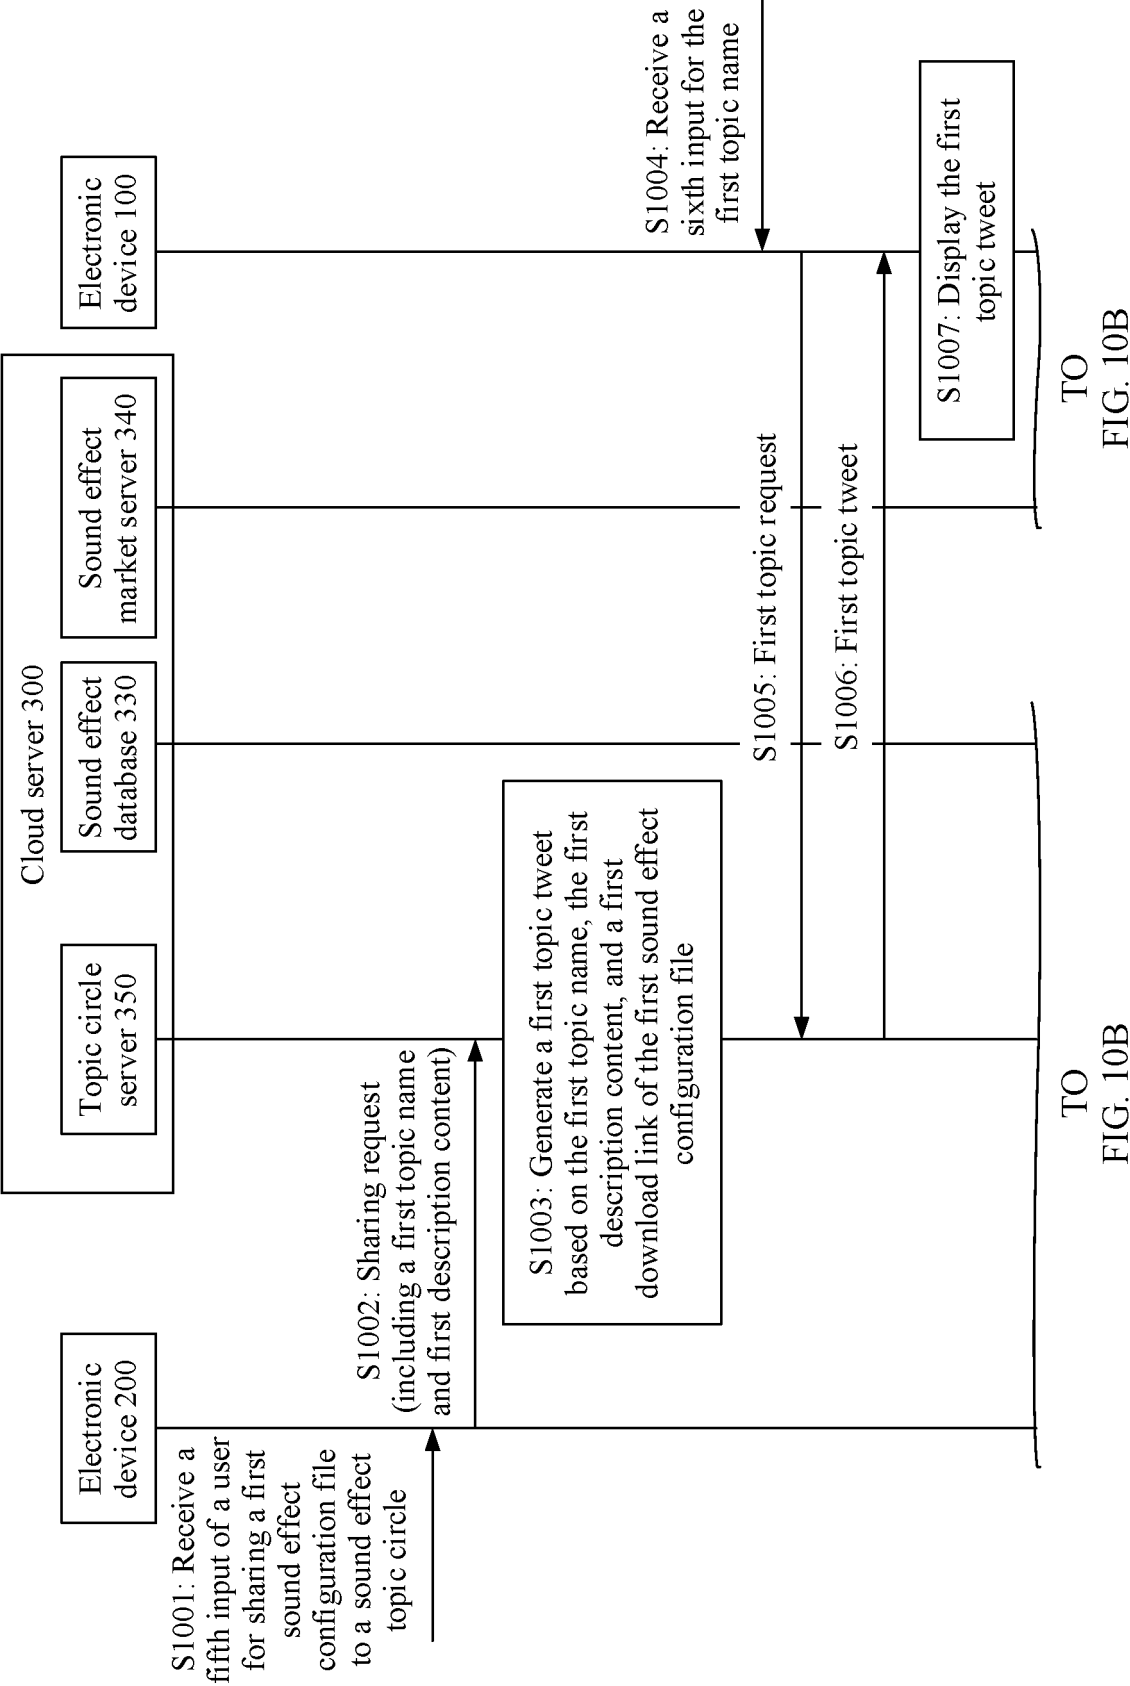 Cloud server 300
Electronic
device 200
Topic circle
server 350
Sound effect
database 330
Sound effect
market server 340
Electronic
device 100
S1001: Receive a
fifth input of a user
for sharing a first
sound effect
configuration file
to a sound effect
topic circle
S1002: Sharing request
(including a first topic name
and first description content)
S1003: Generate a first topic tweet
based on the first topic name, the first
description content, and a first
download link of the first sound effect
configuration file
S1004: Receive a
sixth input for the
first topic name
S1005: First topic request
S1006: First topic tweet
S1007: Display the first
topic tweet
TO
FIG. 10B
TO
FIG. 10B